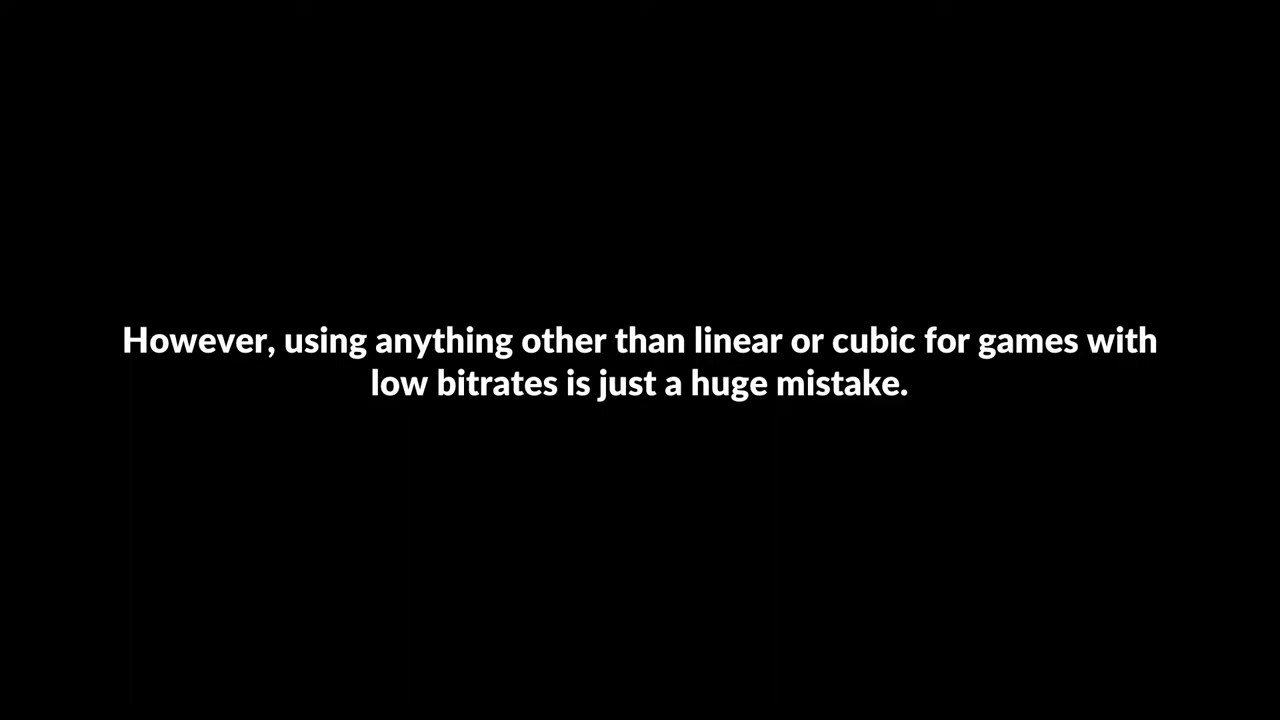 However, using anything other than linear or cubic for games with
low bitrates is just a huge mistake.